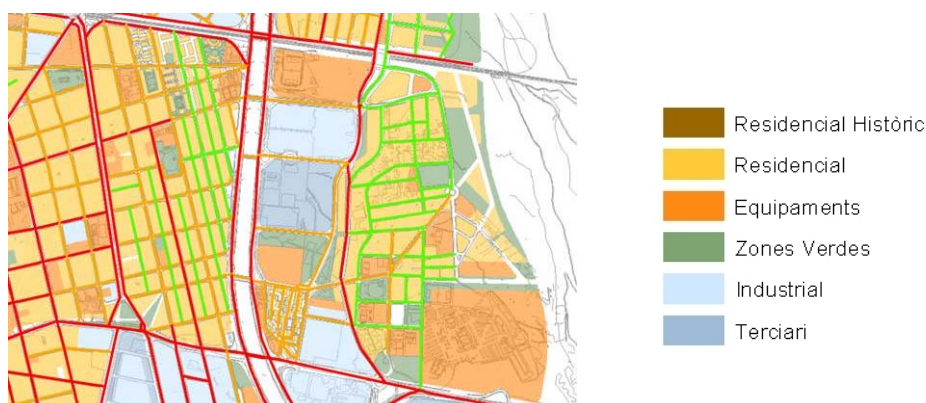 Residencial Històric
Residencial
Equipaments
Zones Verdes
Industrial
Terciari